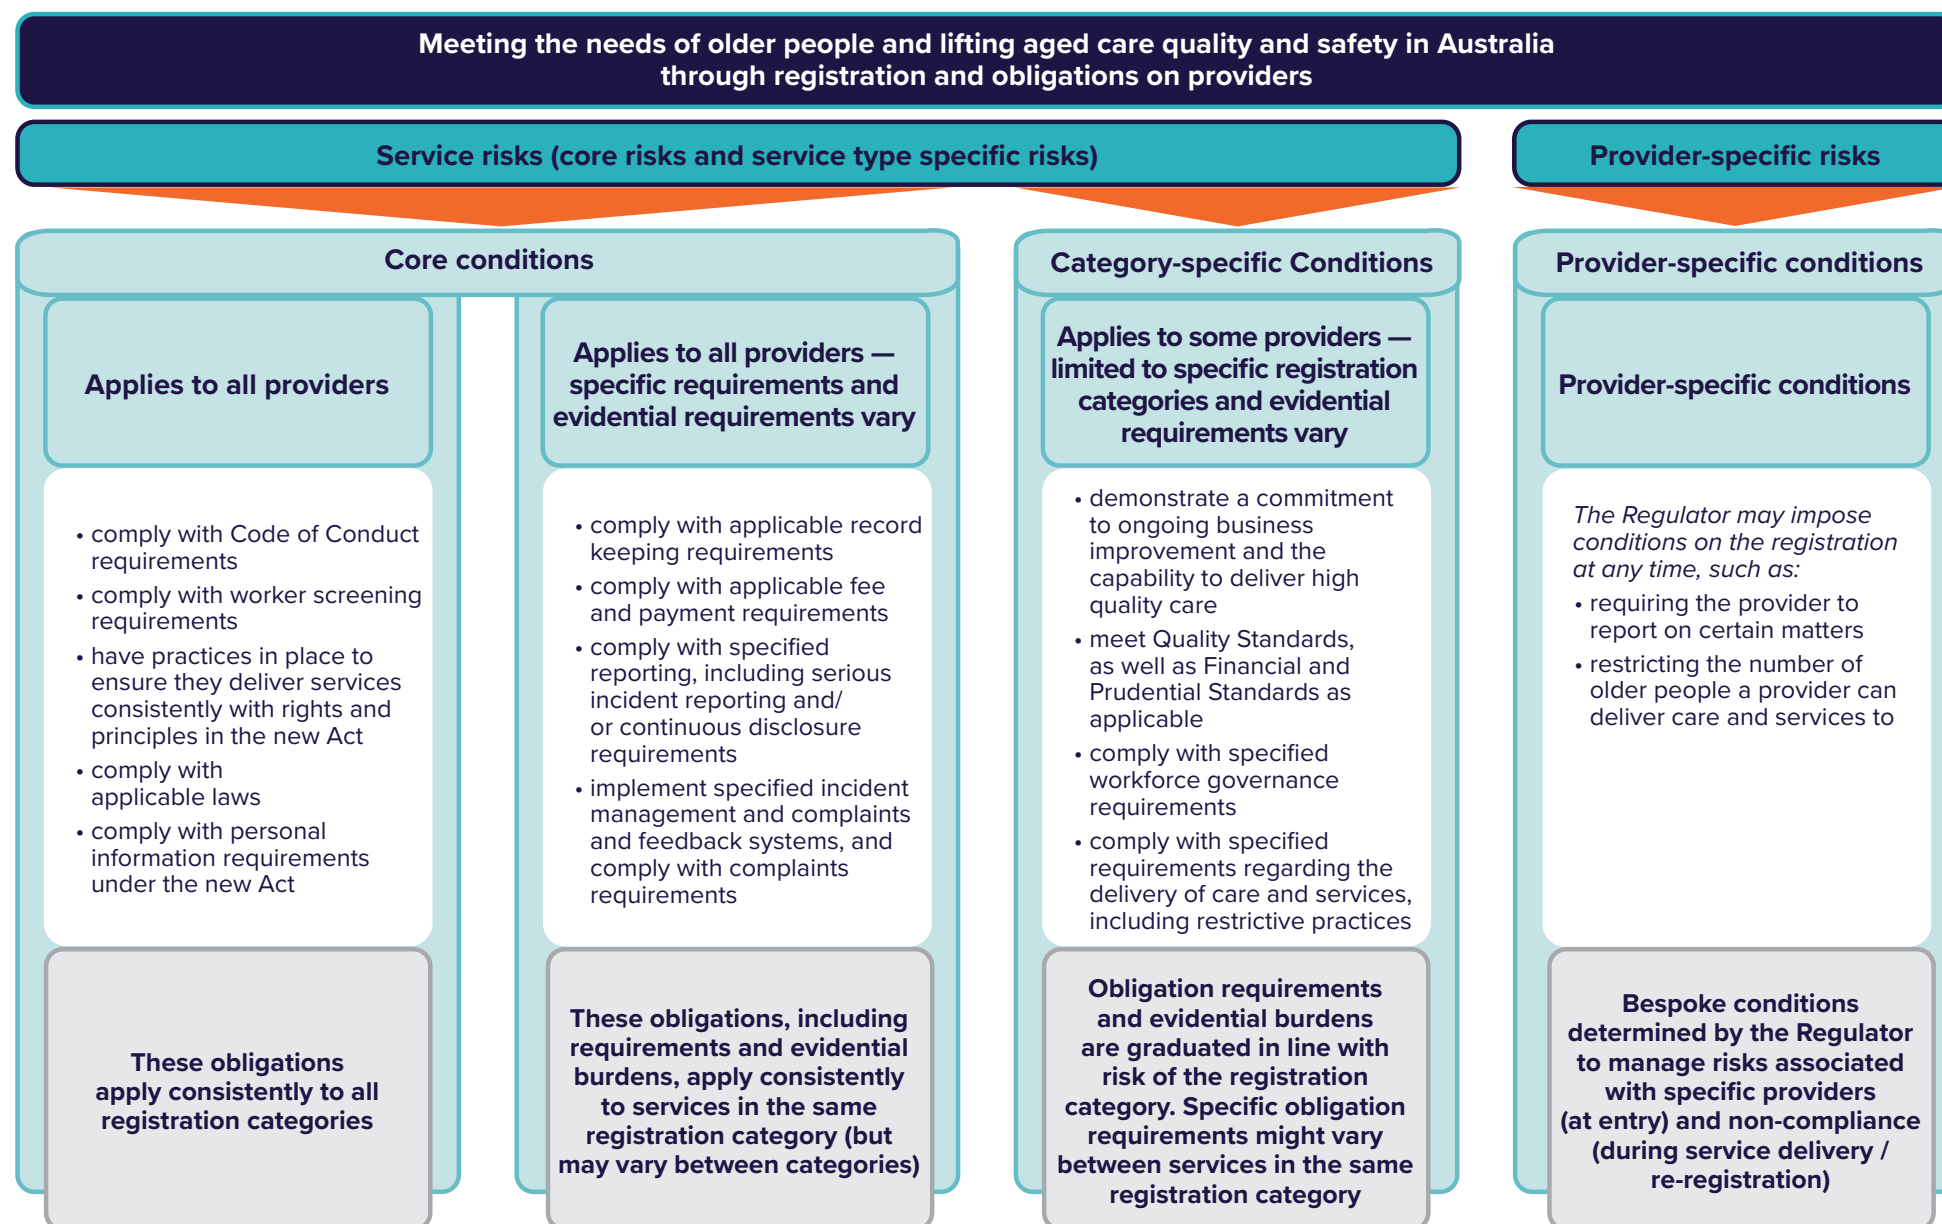 Meeting the needs of older people and lifting aged care quality and safety in Australia
through registration and obligations on providers
Service risks (core risks and service type specific risks)
Provider-specific risks
Core conditions
Category-specific Conditions
Provider-specific conditions
Applies to all providers
• comply with Code of Conduct
requirements
• comply with worker screening
requirements
• have practices in place to
ensure they deliver services
consistently with rights and
principles in the new Act
• comply with
applicable laws
• comply with personal
information requirements
under the new Act
These obligations
apply consistently to all
registration categories
Applies to all providers —
specific requirements and
evidential requirements vary
• comply with applicable record
keeping requirements
• comply with applicable fee
and payment requirements
• comply with specified
reporting, including serious
incident reporting and/
or continuous disclosure
requirements
• implement specified incident
management and complaints
and feedback systems, and
comply with complaints
requirements
These obligations, including
requirements and evidential
burdens, apply consistently
to services in the same
registration category (but
may vary between categories)
Applies to some providers —
limited to specific registration
categories and evidential
requirements vary
• demonstrate a commitment
to ongoing business
improvement and the
capability to deliver high
quality care
• meet Quality Standards,
as well as Financial and
Prudential Standards as
applicable
• comply with specified
workforce governance
requirements
• comply with specified
requirements regarding the
delivery of care and services,
including restrictive practices
Obligation requirements
and evidential burdens
are graduated in line with
risk of the registration
category. Specific obligation
requirements might vary
between services in the same
registration category
Provider-specific conditions
The Regulator may impose
conditions on the registration
at any time, such as:
• requiring the provider to
report on certain matters
• restricting the number of
older people a provider can
deliver care and services to
Bespoke conditions
determined by the Regulator
to manage risks associated
with specific providers
(at entry) and non-compliance
(during service delivery /
re-registration)